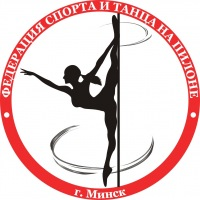 ФЕДЕРАЦИЯ СПОРТА И ТАНЦА НА ПИЛОНЕ
г. Минск